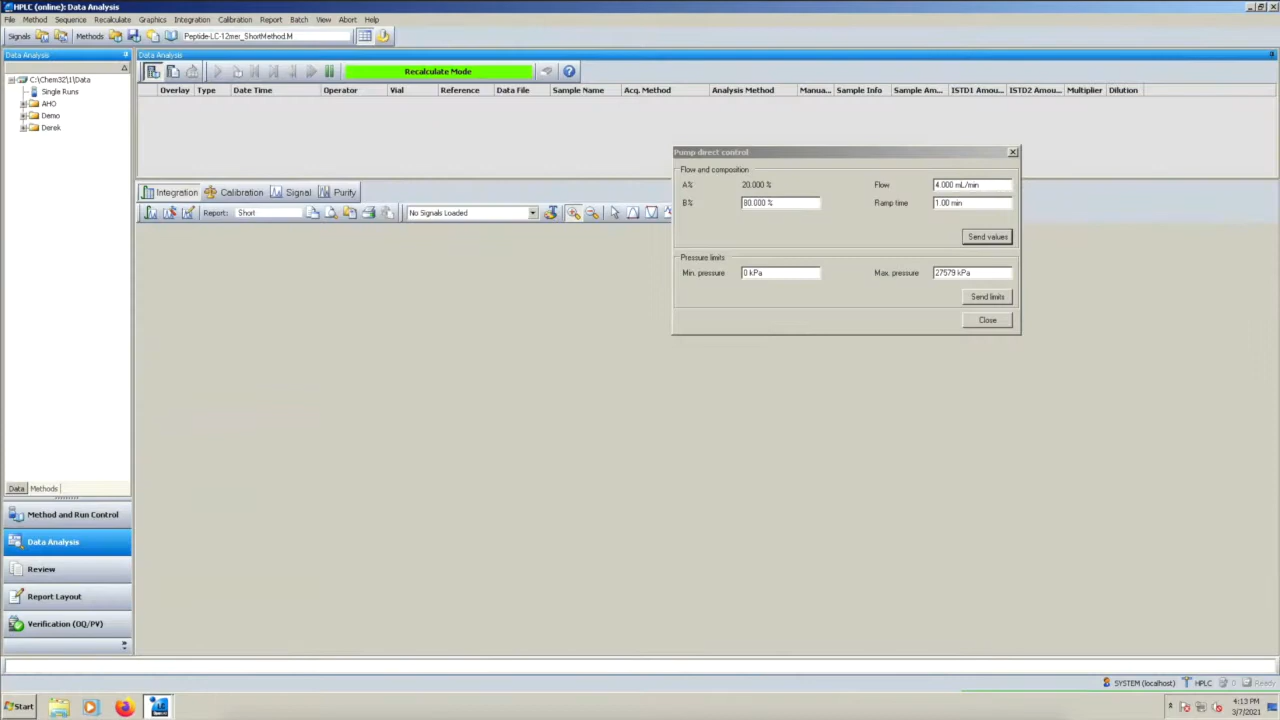 HPLC (online): Data Analysis
File Method Sequence Recalculate Graphics Integration Calibration Report Batch View Abort Help
Signals Methods Peptide-LC-12mer_ShortMethod.M
Data Analysis
C:\Chem32\1\Data
Single Runs
AHO
Demo
Derek
Data Methods
Method and Run Control
Data Analysis
Review
Report Layout
Verification (OQ/PV)
Data Analysis
Recalculate Mode
Overlay Type Date Time Operator Vial Reference Data File Sample Name Acq. Method Analysis Method Manua... Sample Info Sample Am... ISTD1 Amou... ISTD2 Amou... Multiplier Dilution
Integration Calibration Signal Purity
Report: Short No Signals Loaded
Pump direct control
Flow and composition
A% 20.000 % Flow 4.000 mL/min
B% 80.000 % Ramp time 1.00 min
Send values
Pressure limits
Min. pressure 0 kPa Max. pressure 27579 kPa
Send limits
Close
SYSTEM (localhost) HPLC 0 Ready
Start
4:13 PM
3/7/2021